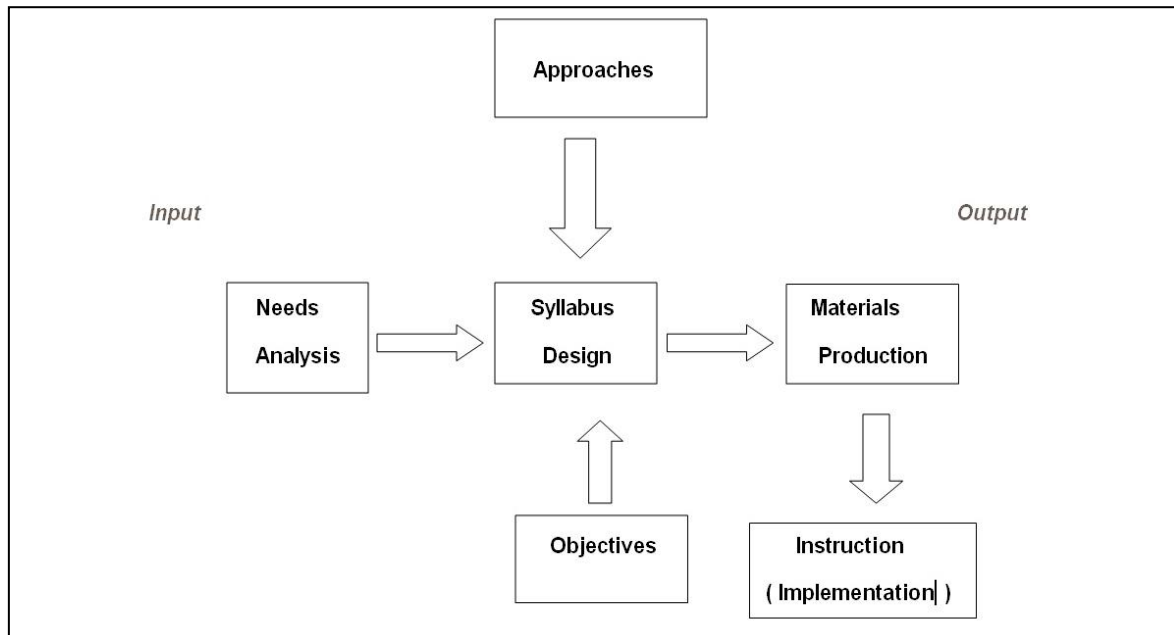 Approaches
Input
Output
Needs
Analysis
Syllabus
Design
Materials
Production
Objectives
Instruction
( Implementation )